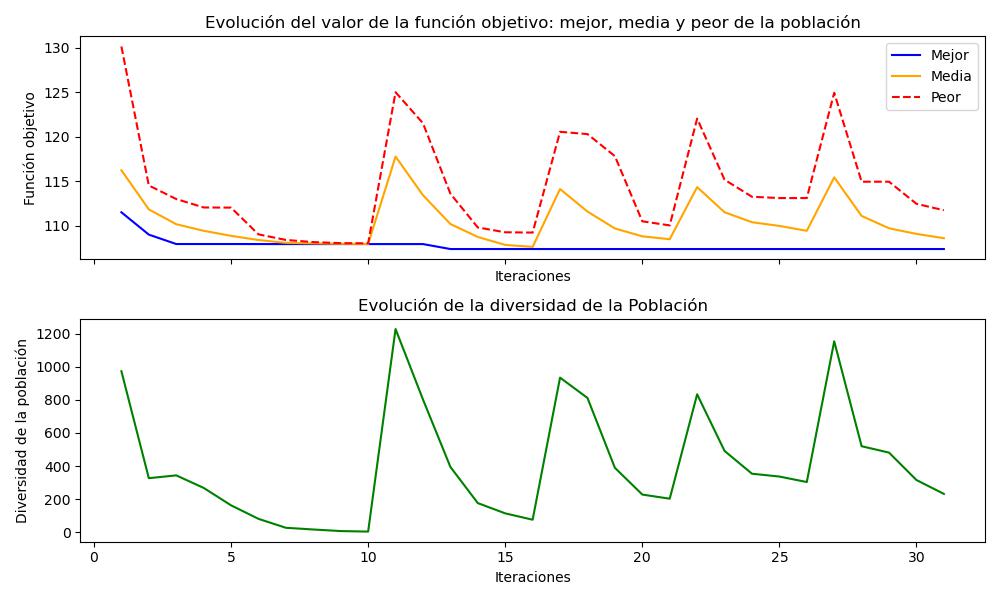 Evolución del valor de la función objetivo: mejor, media y peor de la población
Función objetivo
130
125
120
115
110
Mejor
Media
Peor
Iteraciones
Evolución de la diversidad de la Población
Diversidad de la población
1200
1000
800
600
400
200
0
0 5 10 15 20 25 30
Iteraciones